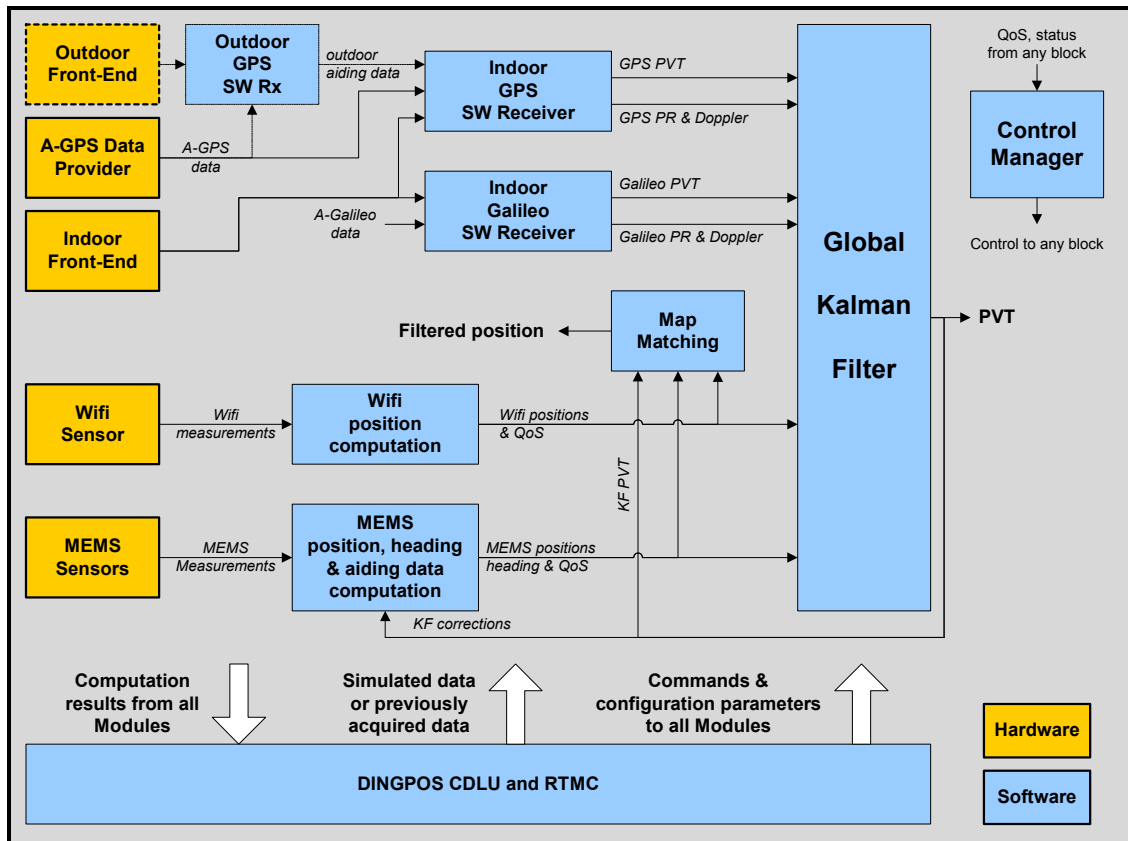 Outdoor
Front-End
Outdoor
GPS
SW Rx
outdoor
aiding data
Indoor
GPS
SW Receiver
GPS PVT
GPS PR & Doppler
QoS, status
from any block
Control
Manager
Control to any block
A-GPS Data
Provider
A-GPS
data
Indoor
Front-End
A-Galileo
data
Indoor
Galileo
SW Receiver
Galileo PVT
Galileo PR & Doppler
Global
Kalman
Filter
PVT
Filtered position
Map
Matching
Wifi
Sensor
Wifi
measurements
Wifi
position
computation
Wifi positions
& QoS
KF PVT
MEMS
Sensors
MEMS
Measurements
MEMS
position, heading
& aiding data
computation
MEMS positions
heading & QoS
KF corrections
Computation
results from all
Modules
Simulated data
or previously
acquired data
Commands &
configuration parameters
to all Modules
Hardware
Software
DINGPOS CDLU and RTMC